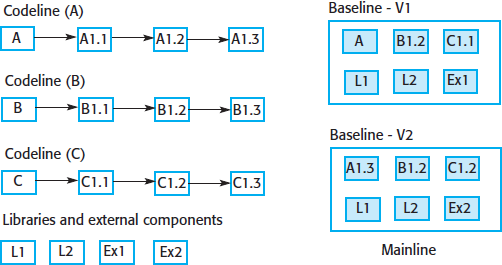 Codeline (A)
A A1.1 A1.2 A1.3
Codeline (B)
B B1.1 B1.2 B1.3
Codeline (C)
C C1.1 C1.2 C1.3
Libraries and external components
L1 L2 Ex1 Ex2
Baseline - V1
A B1.2 C1.1
L1 L2 Ex1
Baseline - V2
A1.3 B1.2 C1.2
L1 L2 Ex2
Mainline